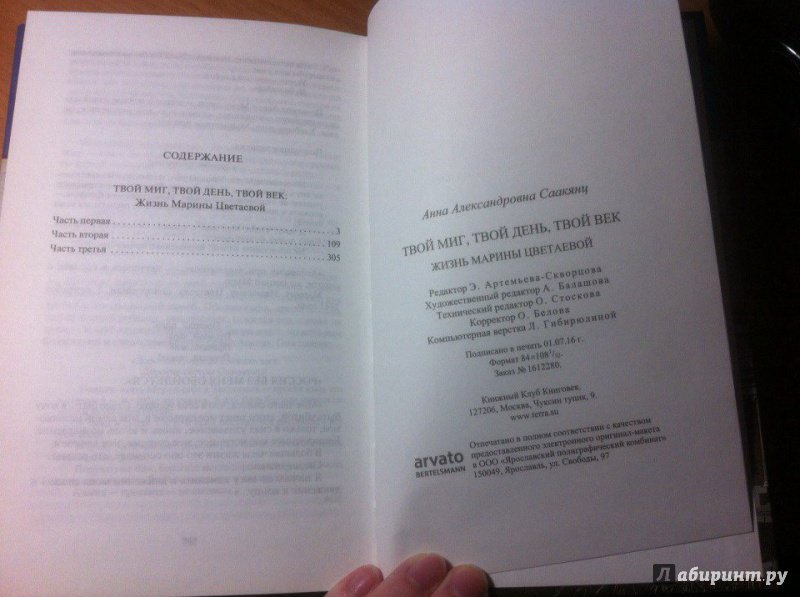 СОДЕРЖАНИЕ
ТВОЙ МИГ, ТВОЙ ДЕНЬ, ТВОЙ ВЕК:
Жизнь Марины Цветаевой
Часть первая 3
Часть вторая 109
Часть третья 305
Анна Александровна Саакянц
ТВОЙ МИГ, ТВОЙ ДЕНЬ, ТВОЙ ВЕК
ЖИЗНЬ МАРИНЫ ЦВЕТАЕВОЙ
Редактор Э. Артемьева-Скворцова
Художественный редактор А. Балашова
Технический редактор О. Стоскова
Корректор О. Белова
Компьютерная верстка Л. Гибирюлиной
Подписано в печать 01.07.16 г.
Формат 84×108 1/32.
Заказ № 1612280.
Книжный Клуб Книговек.
127206, Москва, Чуксин тупик, 9.
www.terra.su
arvato
BERTELSMANN
Отпечатано в полном соответствии с качеством
предоставленного электронного оригинал-макета
в ООО «Ярославский полиграфический комбинат»
150049, Ярославль, ул. Свободы, 97
Лабиринт.ру